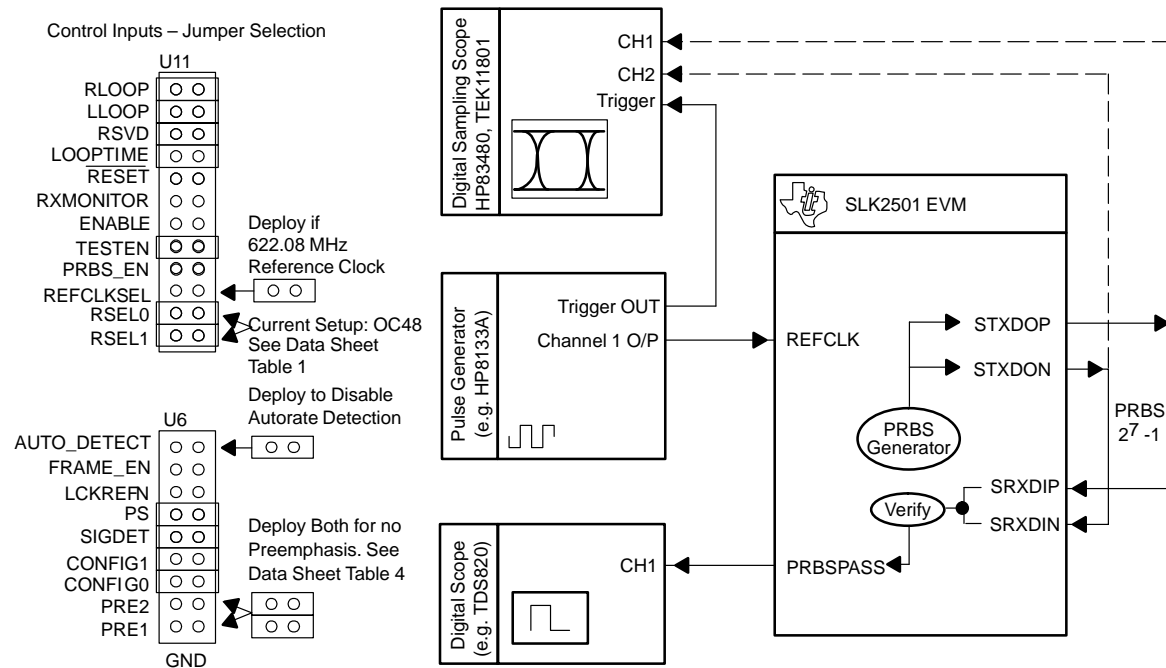 Control Inputs – Jumper Selection
U11
RLOOP
LLOOP
RSVD
LOOPTIME
RESET
RXMONITOR
ENABLE
TESTEN
PRBS_EN
REFCLKSEL
RSEL0
RSEL1
Deploy if
622.08 MHz
Reference Clock
Current Setup: OC48
See Data Sheet
Table 1
Deploy to Disable
Autorate Detection
U6
AUTO_DETECT
FRAME_EN
LCKREFN
PS
SIGDET
CONFIG1
CONFIG0
PRE2
PRE1
GND
Deploy Both for no
Preemphasis. See
Data Sheet Table 4
Digital Sampling Scope
HP83480, TEK11801
CH1
CH2
Trigger
Pulse Generator
(e.g. HP8133A)
Trigger OUT
Channel 1 O/P
Digital Scope
(e.g. TDS820)
CH1
SLK2501 EVM
REFCLK
STXDOP
STXDON
PRBS
Generator
PRBS
2⁷ -1
SRXDIP
SRXDIN
Verify
PRBSPASS